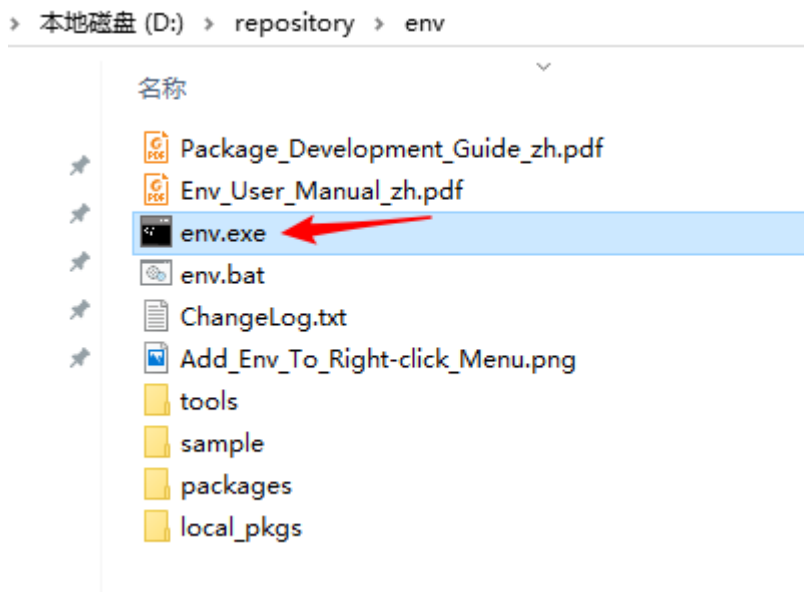 本地磁盘 (D:) > repository > env
名称
Package_Development_Guide_zh.pdf
Env_User_Manual_zh.pdf
env.exe
env.bat
ChangeLog.txt
Add_Env_To_Right-click_Menu.png
tools
sample
packages
local_pkgs